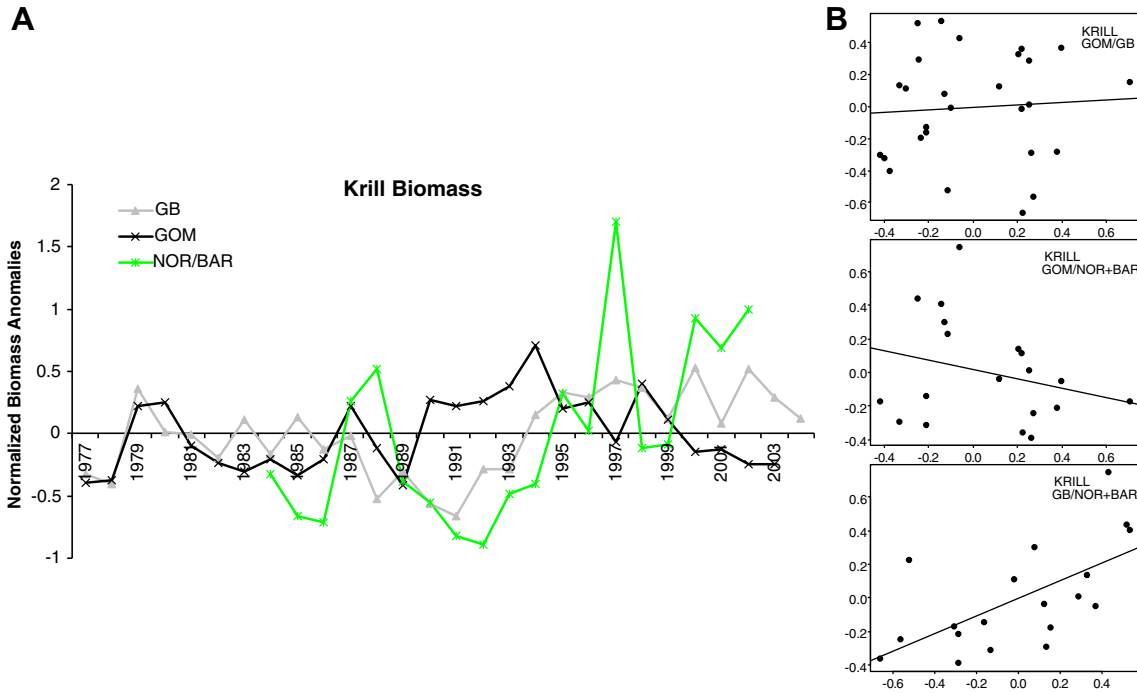 A
Krill Biomass
Normalized Biomass Anomalies
2
1.5
1
0.5
0
-0.5
-1
GB
GOM
NOR/BAR
1977
1979
1981
1983
1985
1987
1989
1991
1993
1995
1997
1999
2001
2003
B
KRILL
GOM/GB
0.4
0.2
0.0
-0.2
-0.4
-0.6
-0.4 -0.2 0.0 0.2 0.4 0.6
KRILL
GOM/NOR+BAR
0.6
0.4
0.2
0.0
-0.2
-0.4
-0.4 -0.2 0.0 0.2 0.4 0.6
KRILL
GB/NOR+BAR
0.6
0.4
0.2
0.0
-0.2
-0.4
-0.6 -0.4 -0.2 0.0 0.2 0.4